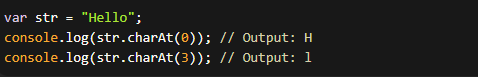 var str = "Hello";
console.log(str.charAt(0)); // Output: H
console.log(str.charAt(3)); // Output: l